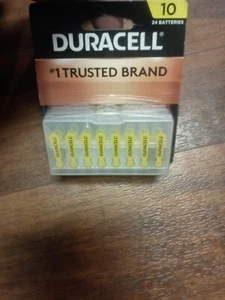 10
24 BATTERIES
DURACELL
#1 TRUSTED BRAND